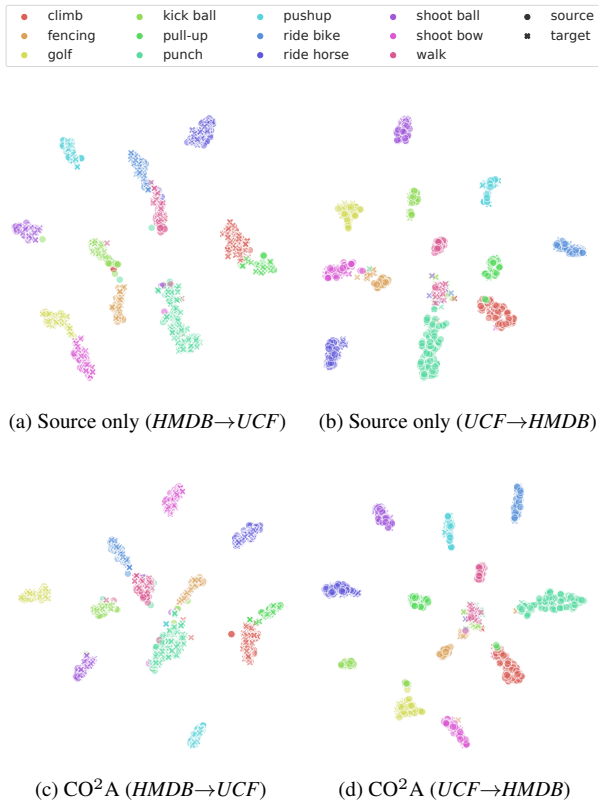 climb kick ball pushup shoot ball source
fencing pull-up ride bike shoot bow target
golf punch ride horse walk
(a) Source only (HMDB→UCF) (b) Source only (UCF→HMDB)
(c) CO²A (HMDB→UCF) (d) CO²A (UCF→HMDB)